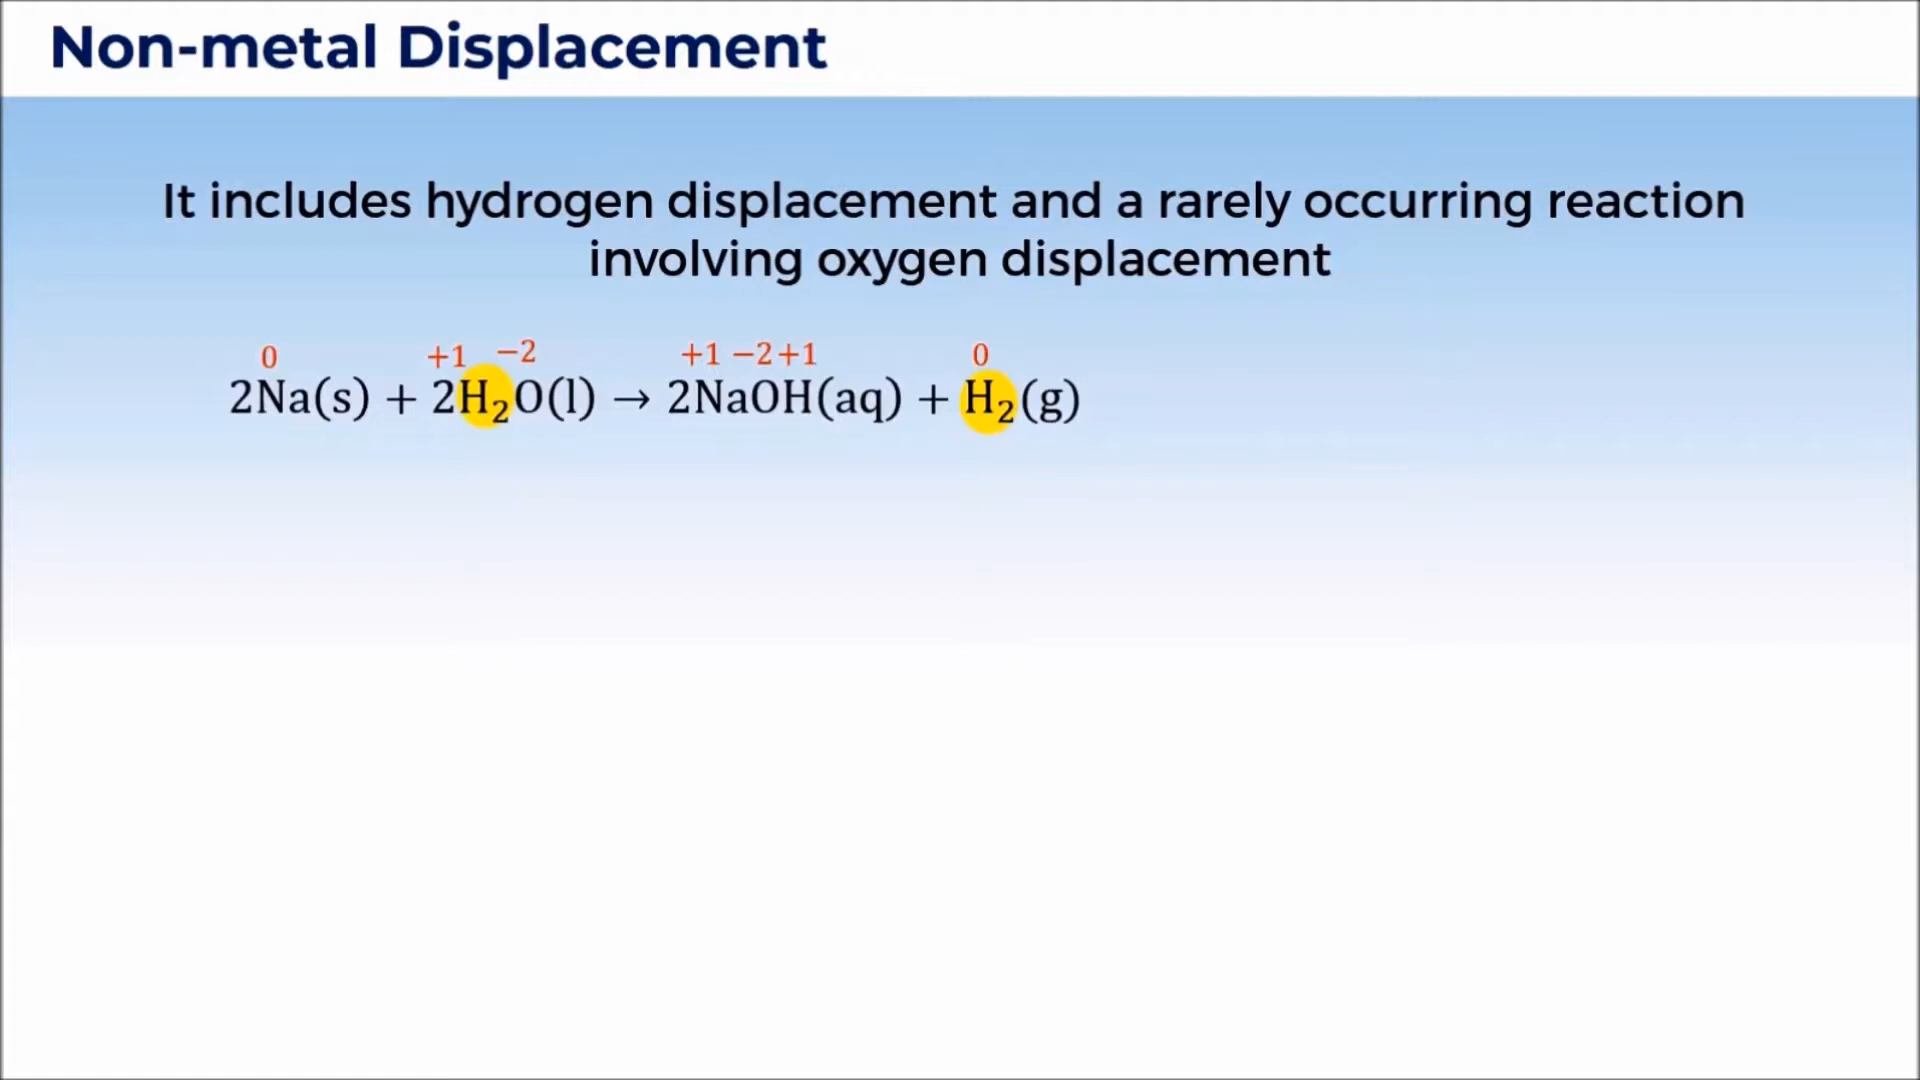 Non-metal Displacement
It includes hydrogen displacement and a rarely occurring reaction
involving oxygen displacement
0 +1 −2 +1 −2 +1 0
2Na(s) + 2H₂O(l) → 2NaOH(aq) + H₂(g)